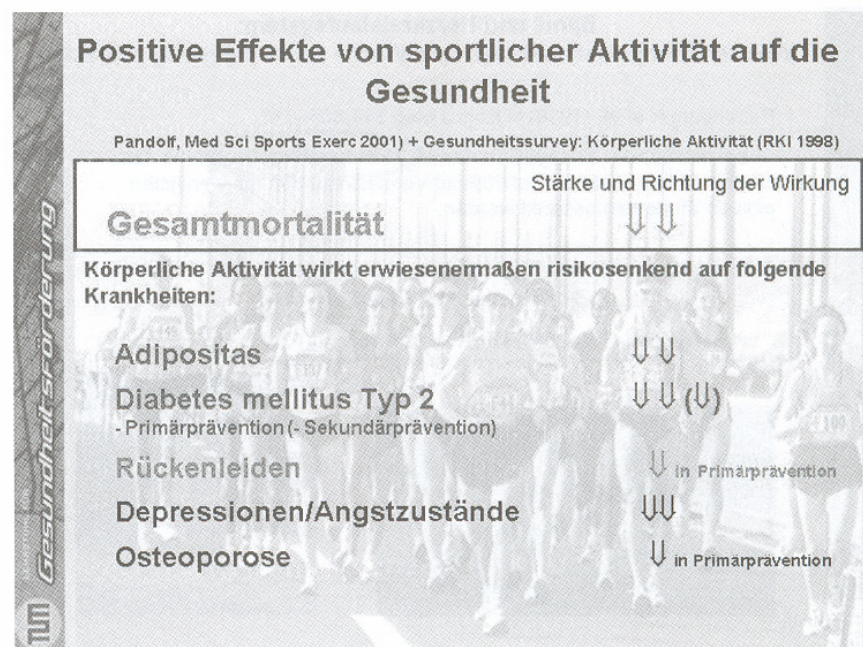 Positive Effekte von sportlicher Aktivität auf die
Gesundheit
Pandolf, Med Sci Sports Exerc 2001) + Gesundheitssurvey: Körperliche Aktivität (RKI 1998)
Stärke und Richtung der Wirkung
Gesamtmortalität ⇓ ⇓
Körperliche Aktivität wirkt erwiesenermaßen risikosenkend auf folgende
Krankheiten:
Adipositas ⇓ ⇓
Diabetes mellitus Typ 2 ⇓ ⇓ (⇓)
- Primärprävention (- Sekundärprävention)
Rückenleiden ⇓ in Primärprävention
Depressionen/Angstzustände ⇓⇓
Osteoporose ⇓ in Primärprävention
Gesundheitsförderung
TUM